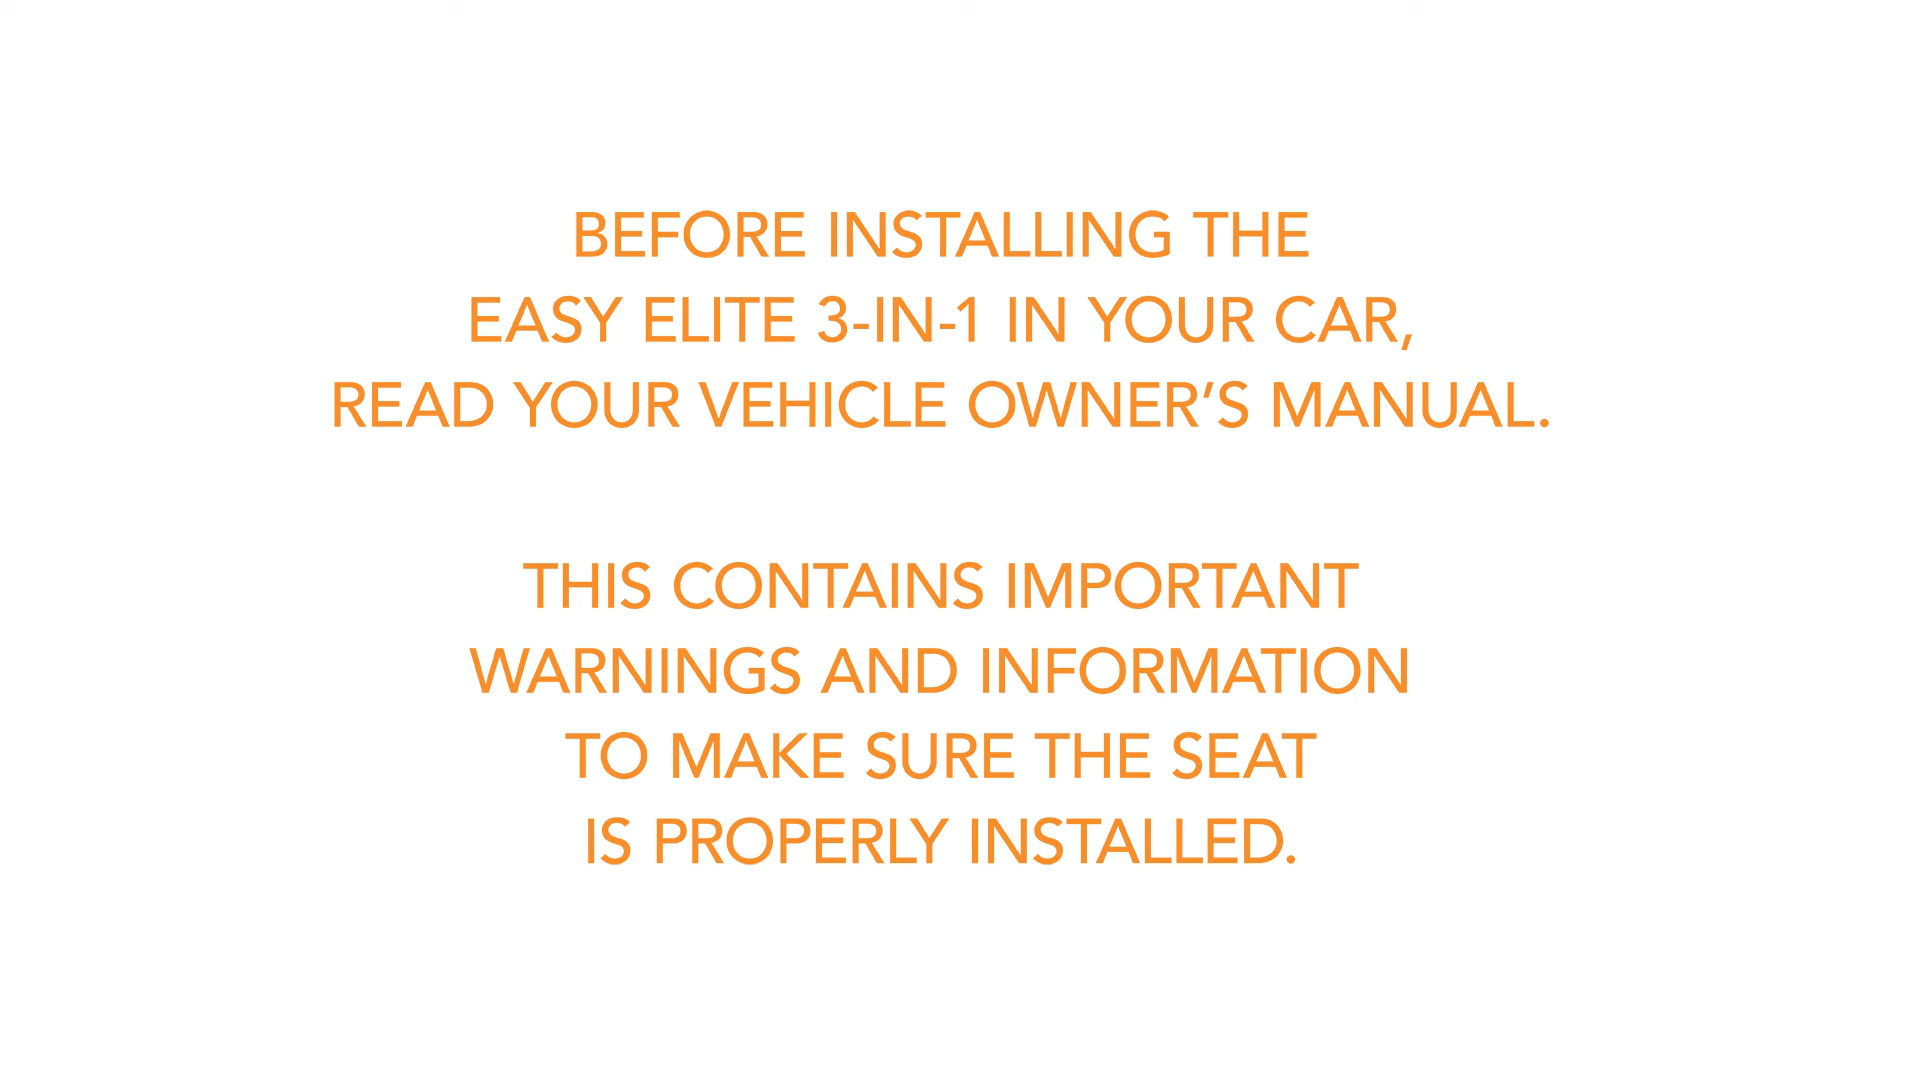 BEFORE INSTALLING THE
EASY ELITE 3-IN-1 IN YOUR CAR,
READ YOUR VEHICLE OWNER’S MANUAL.
THIS CONTAINS IMPORTANT
WARNINGS AND INFORMATION
TO MAKE SURE THE SEAT
IS PROPERLY INSTALLED.